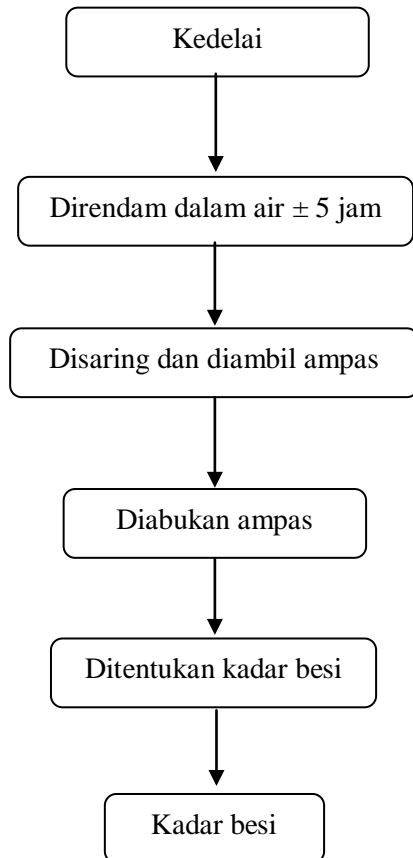 Kedelai
Direndam dalam air ± 5 jam
Disaring dan diambil ampas
Diabukan ampas
Ditentukan kadar besi
Kadar besi